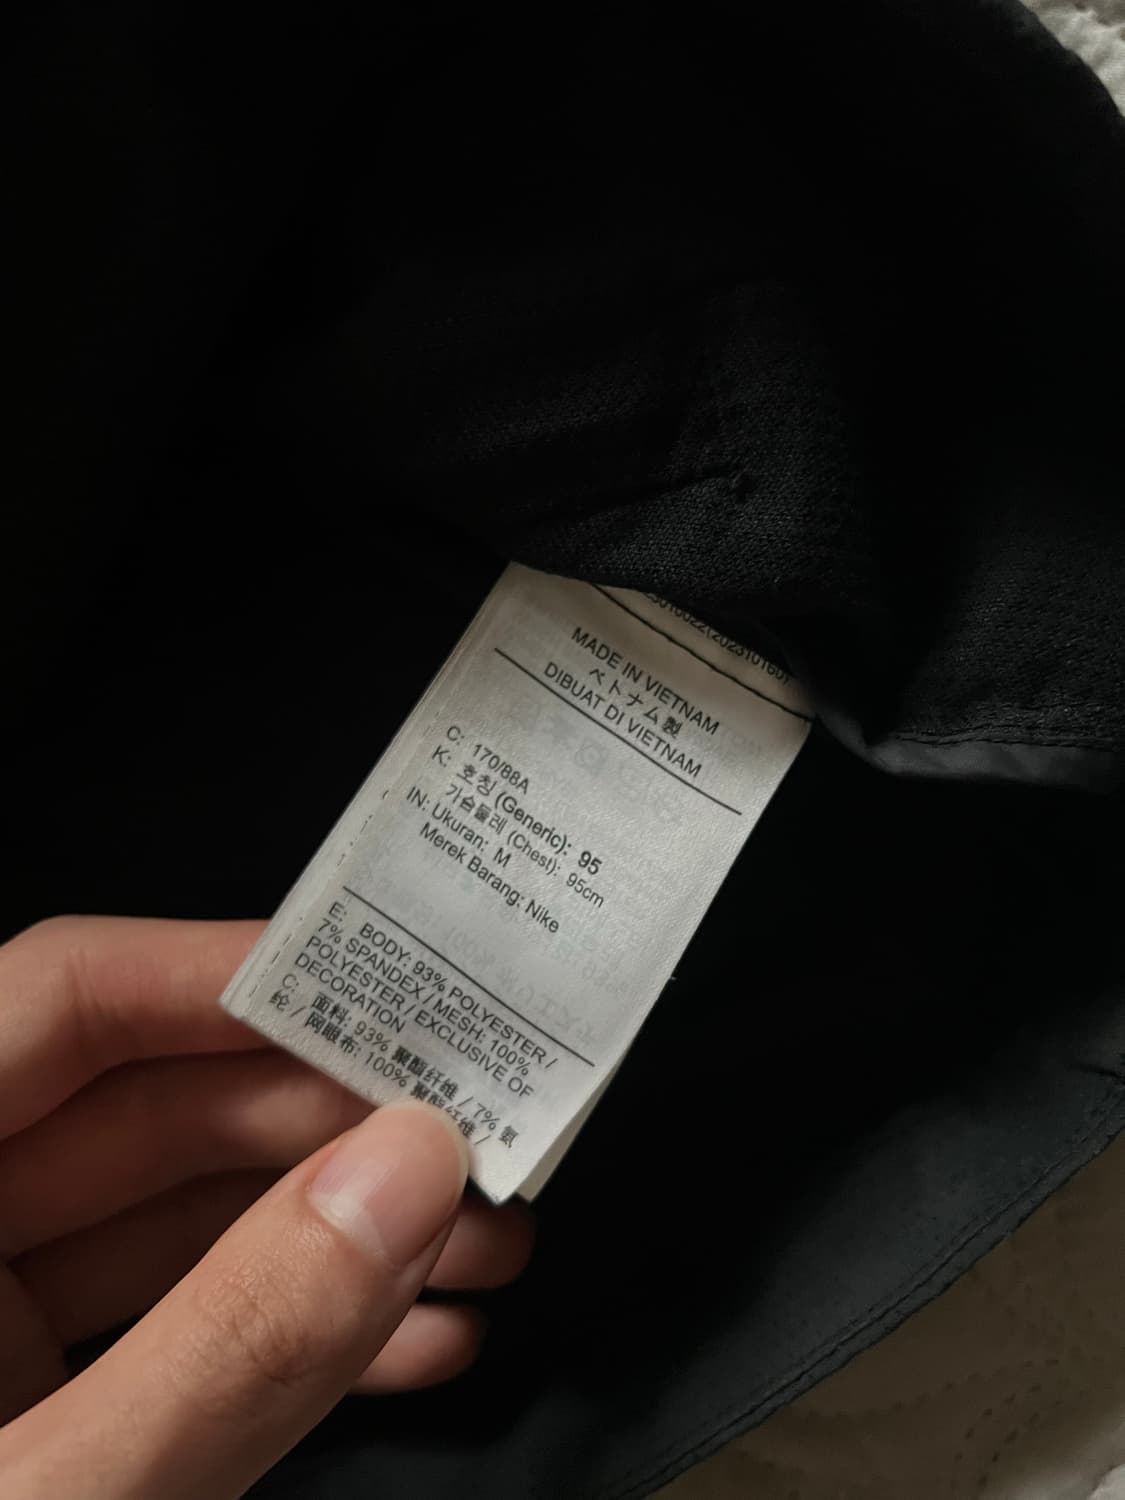 MADE IN VIETNAM
ベトナム製
DIBUAT DI VIETNAM
C: 170/88A
K: 호칭 (Generic): 95
가슴둘레 (Chest): 95cm
IN: Ukuran: M
Merek Barang: Nike
E: BODY: 93% POLYESTER /
7% SPANDEX / MESH: 100%
POLYESTER / EXCLUSIVE OF
DECORATION
C: 面料: 93% 聚酯纤维 / 7% 氨
纶 / 网眼布: 100% 聚酯纤维 /